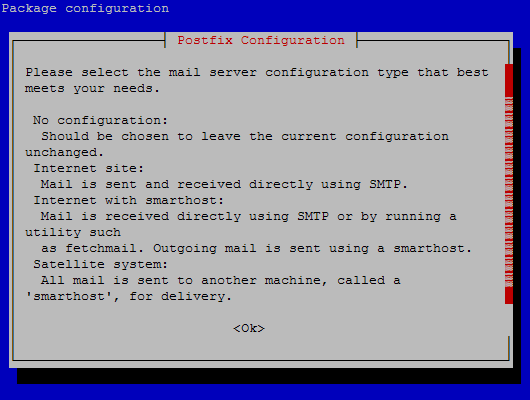 Package configuration
Postfix Configuration
Please select the mail server configuration type that best
meets your needs.
No configuration:
Should be chosen to leave the current configuration
unchanged.
Internet site:
Mail is sent and received directly using SMTP.
Internet with smarthost:
Mail is received directly using SMTP or by running a
utility such
as fetchmail. Outgoing mail is sent using a smarthost.
Satellite system:
All mail is sent to another machine, called a
'smarthost', for delivery.
<Ok>